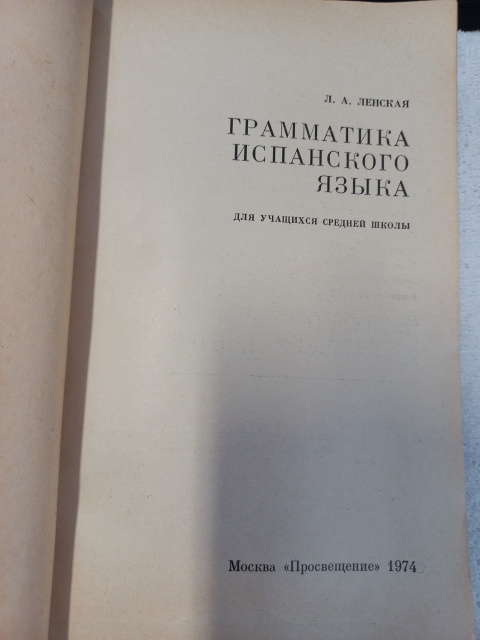 Л. А. ЛЕНСКАЯ
ГРАММАТИКА
ИСПАНСКОГО
ЯЗЫКА
ДЛЯ УЧАЩИХСЯ СРЕДНЕЙ ШКОЛЫ
Москва «Просвещение» 1974